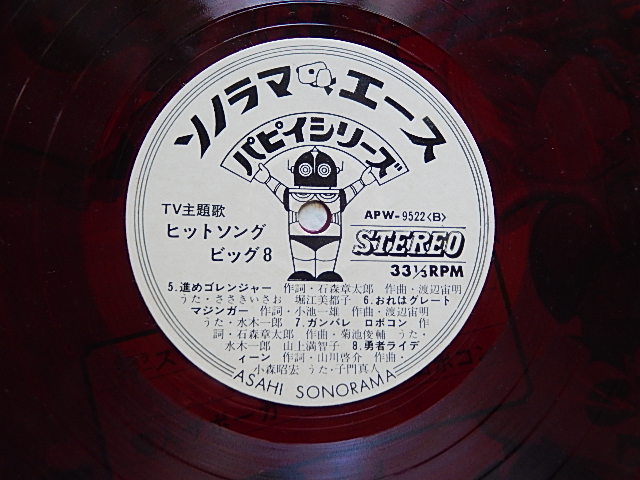 ソノラマエース
パピイシリーズ
TV主題歌
ヒットソング
ビッグ8
APW-9522<B>
STEREO
33⅓RPM
5.進めゴレンジャー 作詞・石森章太郎 作曲・渡辺宙明
うた・ささきいさお 堀江美都子 6.おれはグレート
マジンガー 作詞・小池一雄 作曲・渡辺宙明
うた・水木一郎 7.ガンバレ ロボコン 作
詞・石森章太郎 作曲・菊池俊輔 うた・
水木一郎 山上満智子 8.勇者ライデ
ィーン 作詞・山川啓介 作曲・
小森昭宏 うた・子門真人
ASAHI SONORAMA